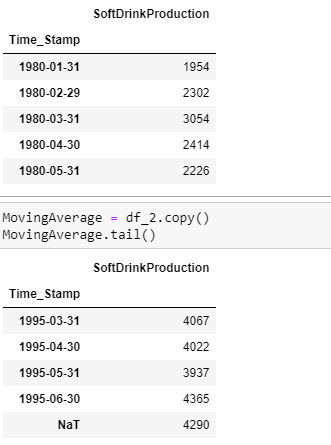 SoftDrinkProduction
Time_Stamp
1980-01-31 1954
1980-02-29 2302
1980-03-31 3054
1980-04-30 2414
1980-05-31 2226
MovingAverage = df_2.copy()
MovingAverage.tail()
SoftDrinkProduction
Time_Stamp
1995-03-31 4067
1995-04-30 4022
1995-05-31 3937
1995-06-30 4365
NaT 4290